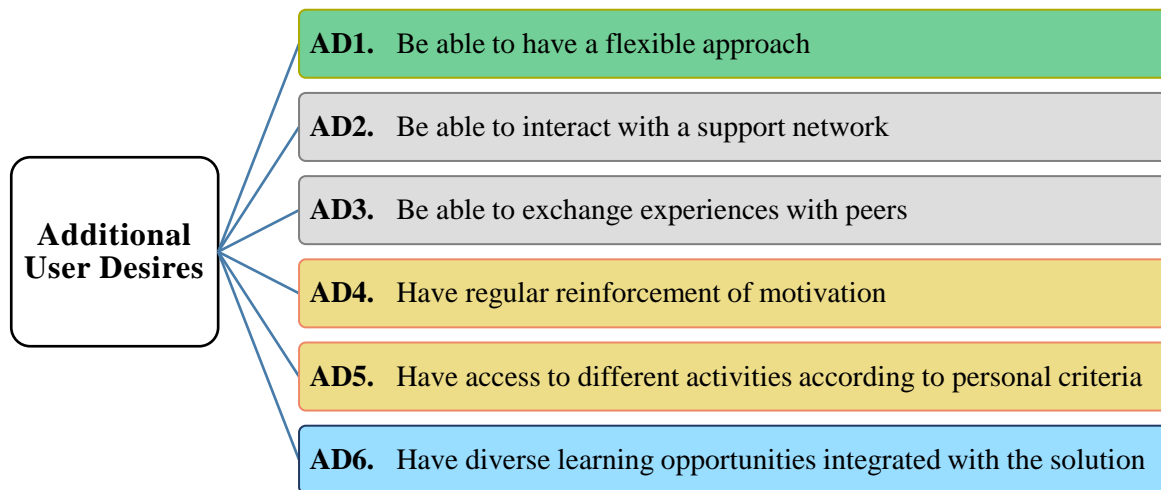 Additional
User Desires
AD1. Be able to have a flexible approach
AD2. Be able to interact with a support network
AD3. Be able to exchange experiences with peers
AD4. Have regular reinforcement of motivation
AD5. Have access to different activities according to personal criteria
AD6. Have diverse learning opportunities integrated with the solution